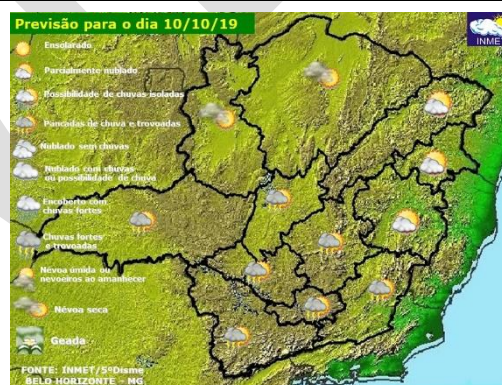 Previsão para o dia 10/10/19
INMET
Ensolarado
Parcialmente nublado
Possibilidade de chuvas isoladas
Pancadas de chuva e trovoadas
Nublado sem chuvas
Nublado com chuvas
ou possibilidade de chuva
Encoberto com
chuvas fortes
Chuvas fortes
e trovoadas
Névoa úmida ou
nevoeiros ao amanhecer
Névoa seca
Geada
FONTE: INMET/5ºDisme
BELO HORIZONTE - MG